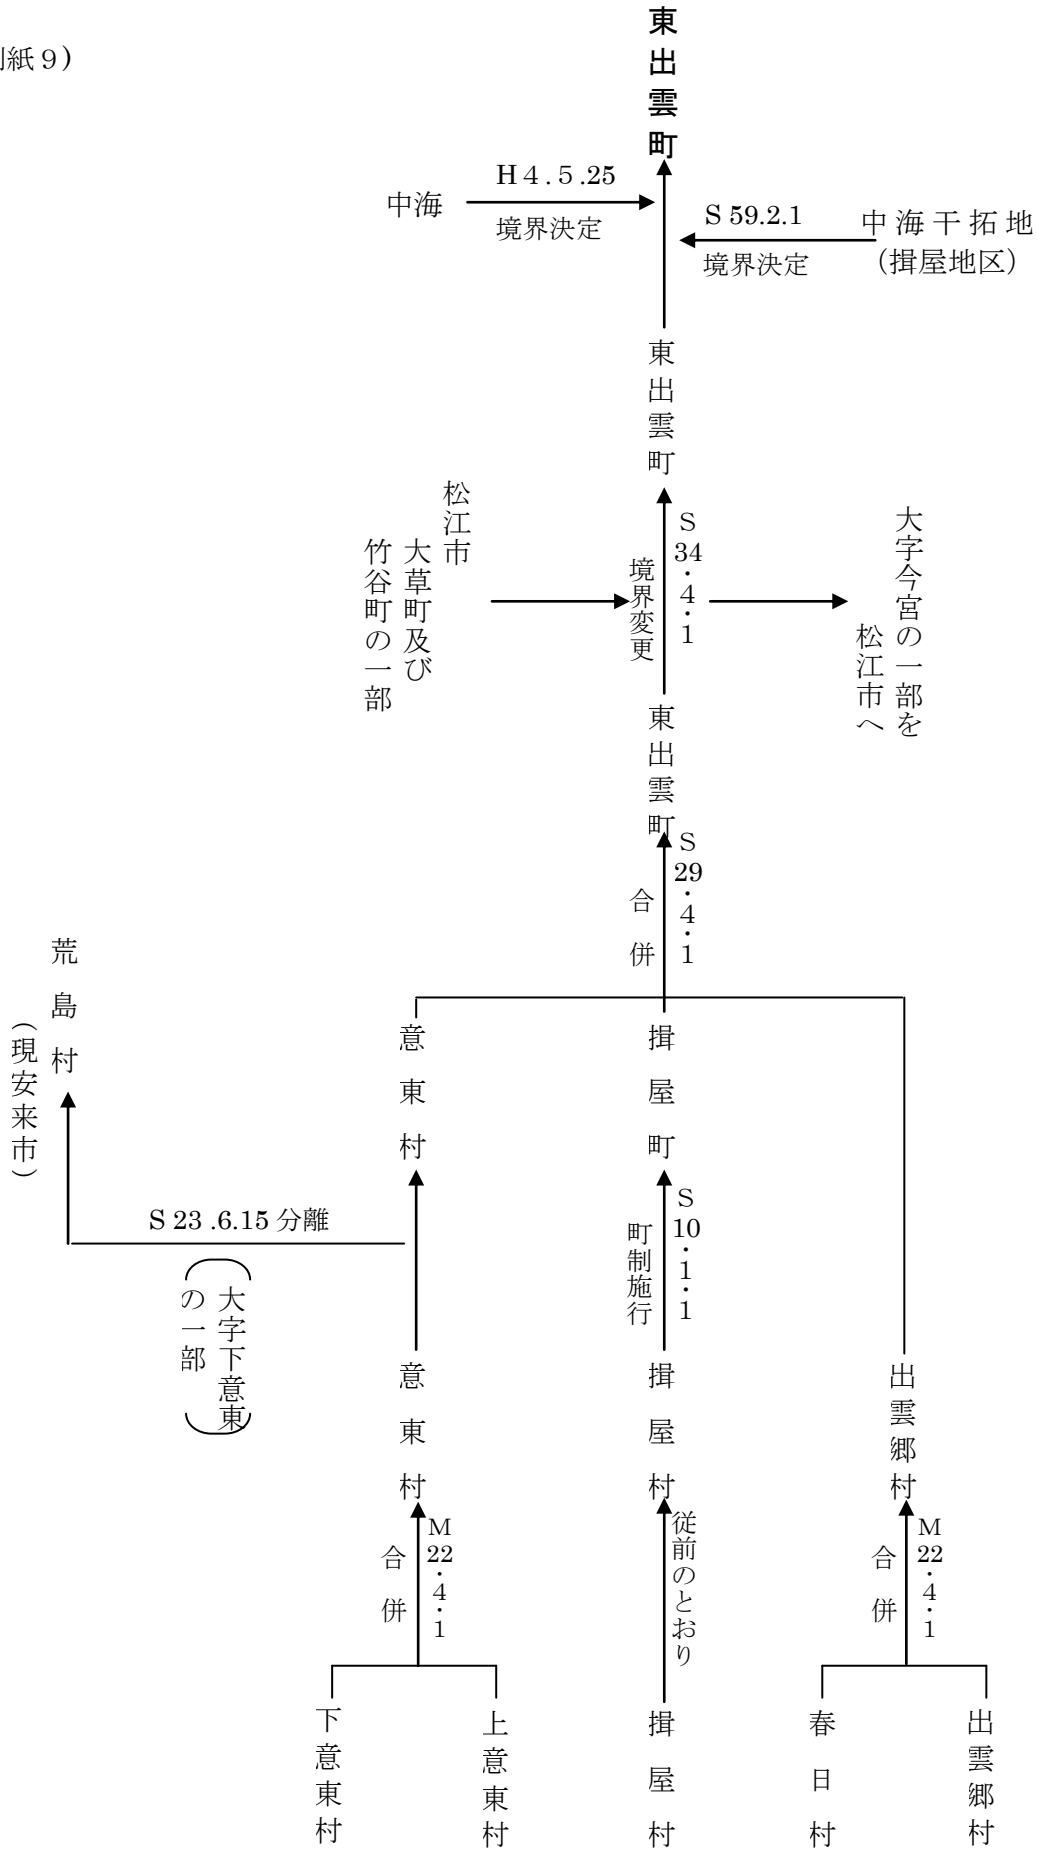 紙９）
東出雲町
中海
H４.５.25
境界決定
S 59.2.1
境界決定
中海干拓地
（揖屋地区）
東出雲町
松江市
大草町及び
竹谷町の一部
境界変更
S34・4・1
大字今宮の一部を
松江市へ
東出雲町
合併
S29・4・1
荒島村
（現安来市）
意東村
揖屋町
S 23 .6.15 分離
大字下意東
の一部
町制施行
S10・1・1
意東村
揖屋村
出雲郷村
合併
M22・4・1
従前のとおり
合併
M22・4・1
下意東村
上意東村
揖屋村
春日村
出雲郷村